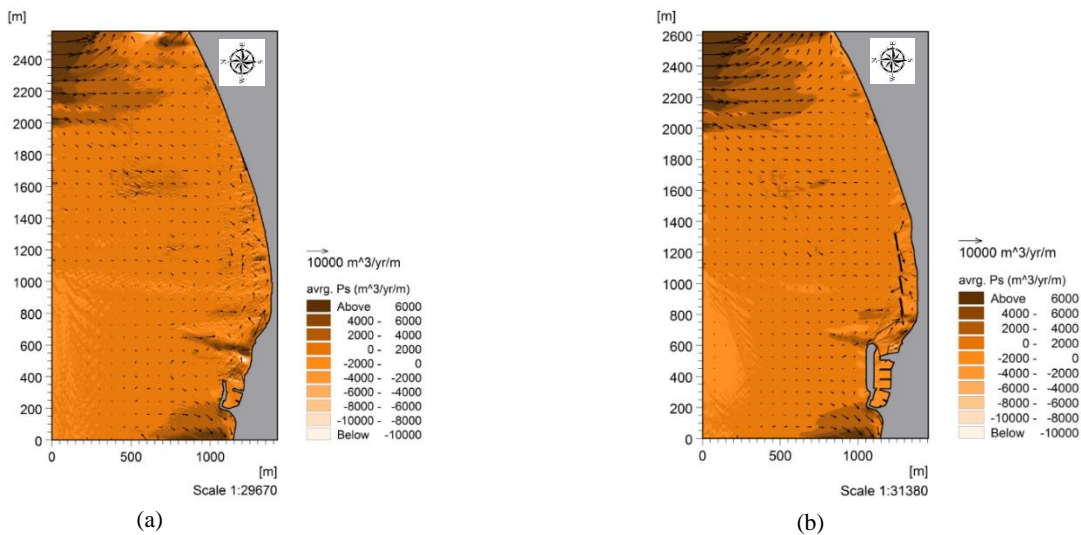 [m]
2400
2200
2000
1800
1600
1400
1200
1000
800
600
400
200
0
0 500 1000
[m]
Scale 1:29670
N E S W
10000 m^3/yr/m
avrg. Ps (m^3/yr/m)
Above 6000
4000 - 6000
2000 - 4000
0 - 2000
-2000 - 0
-4000 - -2000
-6000 - -4000
-8000 - -6000
-10000 - -8000
Below -10000
(a)
[m]
2600
2400
2200
2000
1800
1600
1400
1200
1000
800
600
400
200
0
0 500 1000
[m]
Scale 1:31380
N E S W
10000 m^3/yr/m
avrg. Ps (m^3/yr/m)
Above 6000
4000 - 6000
2000 - 4000
0 - 2000
-2000 - 0
-4000 - -2000
-6000 - -4000
-8000 - -6000
-10000 - -8000
Below -10000
(b)